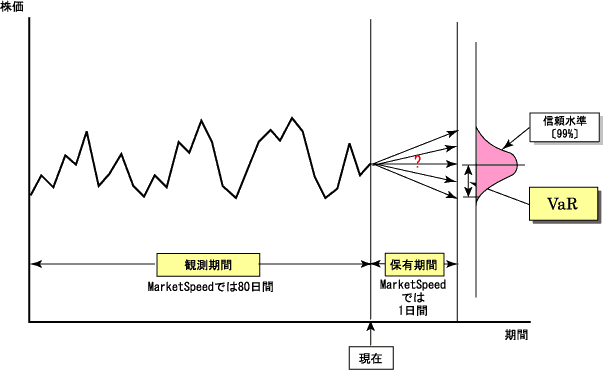 株価
信頼水準
〔99%〕
?
VaR
観測期間
保有期間
MarketSpeedでは80日間
MarketSpeed
では
1日間
期間
現在